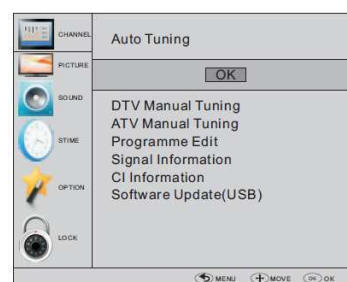 CHANNEL
PICTURE
SOUND
STIME
OPTION
LOCK
Auto Tuning
OK
DTV Manual Tuning
ATV Manual Tuning
Programme Edit
Signal Information
CI Information
Software Update(USB)
MENU MOVE OK OK